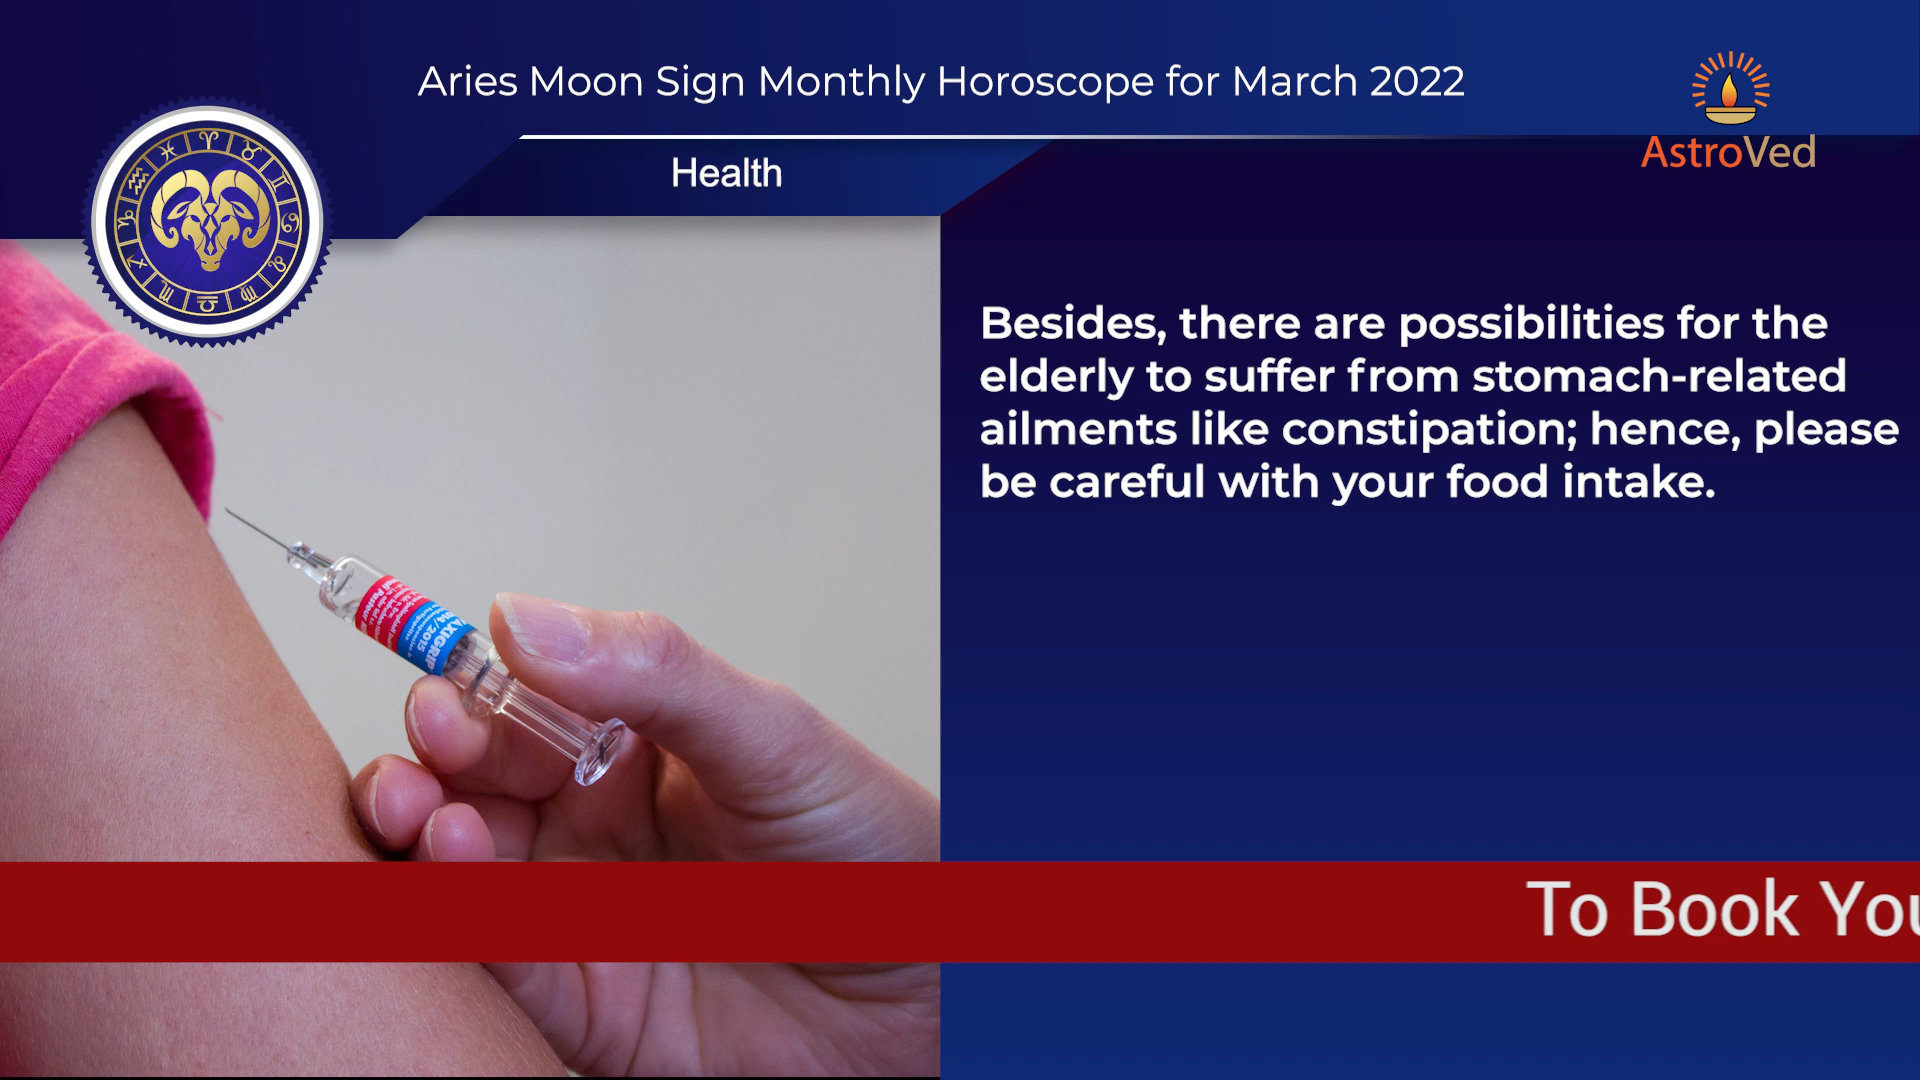 Aries Moon Sign Monthly Horoscope for March 2022
AstroVed
Health
Besides, there are possibilities for the
elderly to suffer from stomach-related
ailments like constipation; hence, please
be careful with your food intake.
To Book